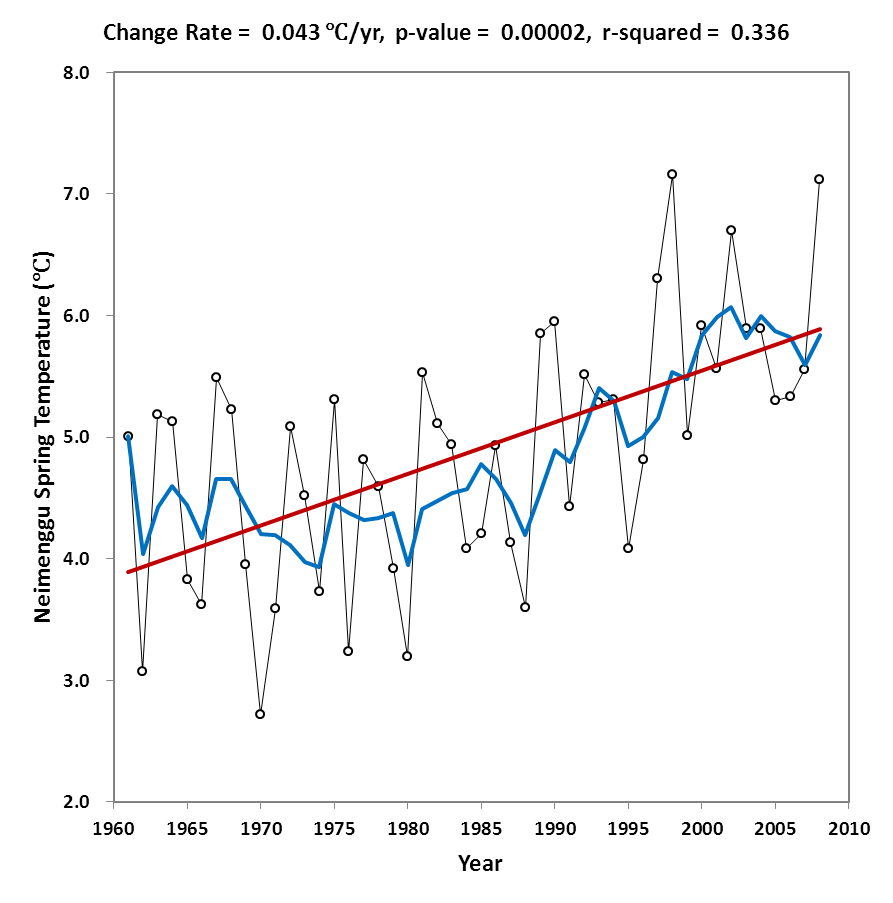 Change Rate = 0.043 ℃/yr, p-value = 0.00002, r-squared = 0.336
Neimenggu Spring Temperature (℃)
8.0
7.0
6.0
5.0
4.0
3.0
2.0
1960 1965 1970 1975 1980 1985 1990 1995 2000 2005 2010
Year